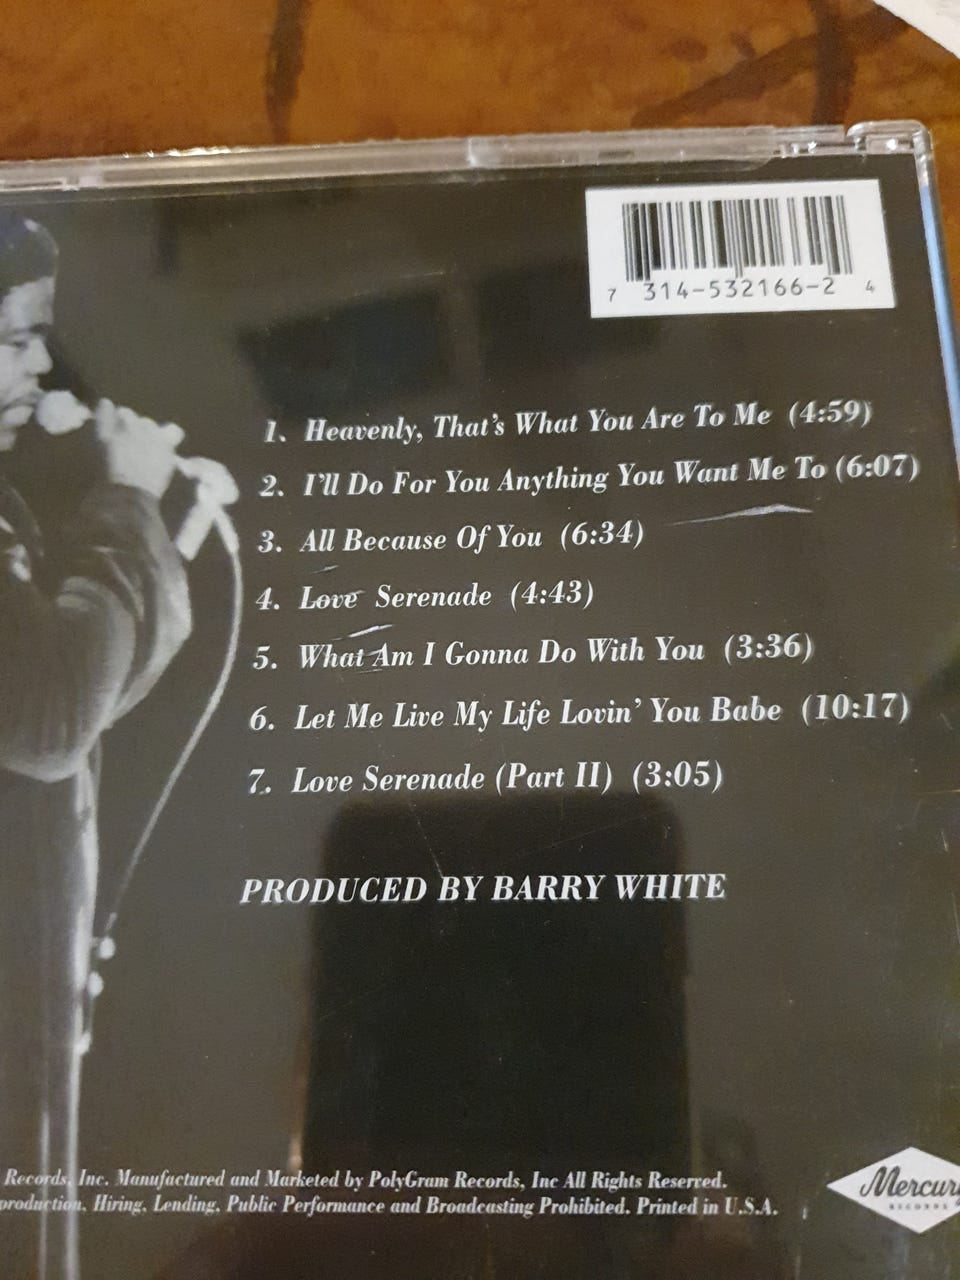 7 314-532166-2 4
1. Heavenly, That's What You Are To Me (4:59)
2. I'll Do For You Anything You Want Me To (6:07)
3. All Because Of You (6:34)
4. Love Serenade (4:43)
5. What Am I Gonna Do With You (3:36)
6. Let Me Live My Life Lovin' You Babe (10:17)
7. Love Serenade (Part II) (3:05)
PRODUCED BY BARRY WHITE
Records, Inc. Manufactured and Marketed by PolyGram Records, Inc All Rights Reserved.
production, Hiring, Lending, Public Performance and Broadcasting Prohibited. Printed in U.S.A.
Mercury
RECORDS